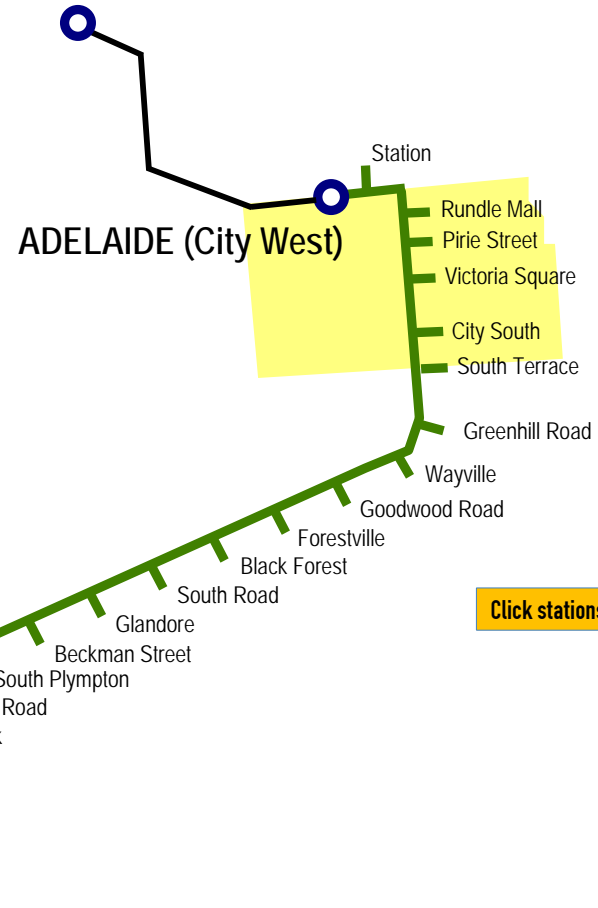 Station
Rundle Mall
ADELAIDE (City West)
Pirie Street
Victoria Square
City South
South Terrace
Greenhill Road
Wayville
Goodwood Road
Forestville
Black Forest
South Road
Click stations
Glandore
Beckman Street
South Plympton
Road